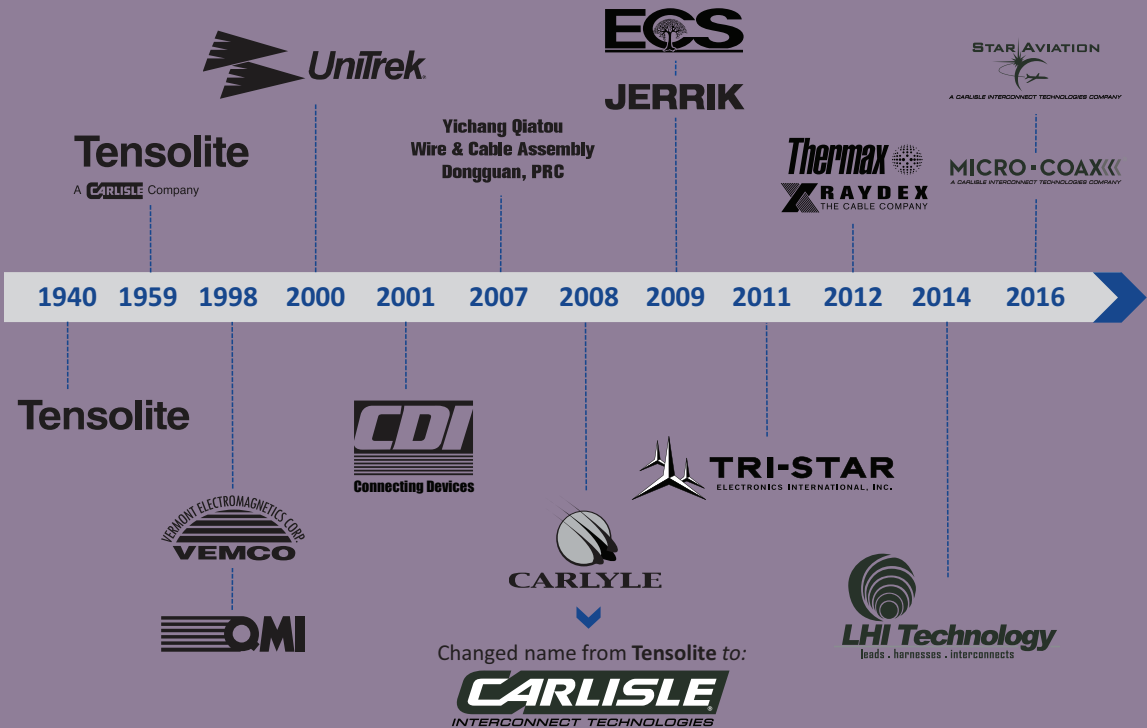 ECS
UniTrek
JERRIK
STAR AVIATION
A CARLISLE INTERCONNECT TECHNOLOGIES COMPANY
Tensolite
A CARLISLE Company
Yichang Qiatou
Wire & Cable Assembly
Dongguan, PRC
Thermax
RAYDEX
THE CABLE COMPANY
MICRO-COAX
A CARLISLE INTERCONNECT TECHNOLOGIES COMPANY
1940 1959 1998 2000 2001 2007 2008 2009 2011 2012 2014 2016
Tensolite
CDI
Connecting Devices
TRI-STAR
ELECTRONICS INTERNATIONAL, INC.
VERMONT ELECTROMAGNETICS CORP.
VEMCO
CARLYLE
QMI
LHI Technology
leads . harnesses . interconnects
Changed name from Tensolite to:
CARLISLE
INTERCONNECT TECHNOLOGIES